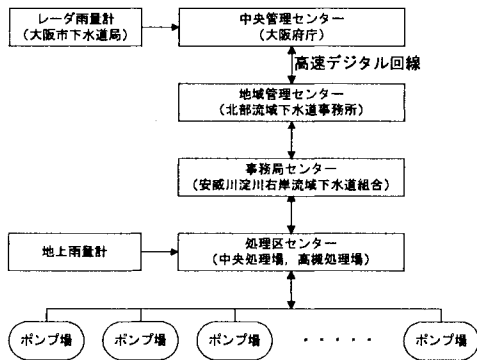 レーダ雨量計
(大阪市下水道局)
中央管理センター
(大阪府庁)
高速デジタル回線
地域管理センター
(北部流域下水道事務所)
事務局センター
(安威川淀川右岸流域下水道組合)
地上雨量計
処理区センター
(中央処理場,高槻処理場)
ポンプ場
ポンプ場
ポンプ場
・・・・・
ポンプ場